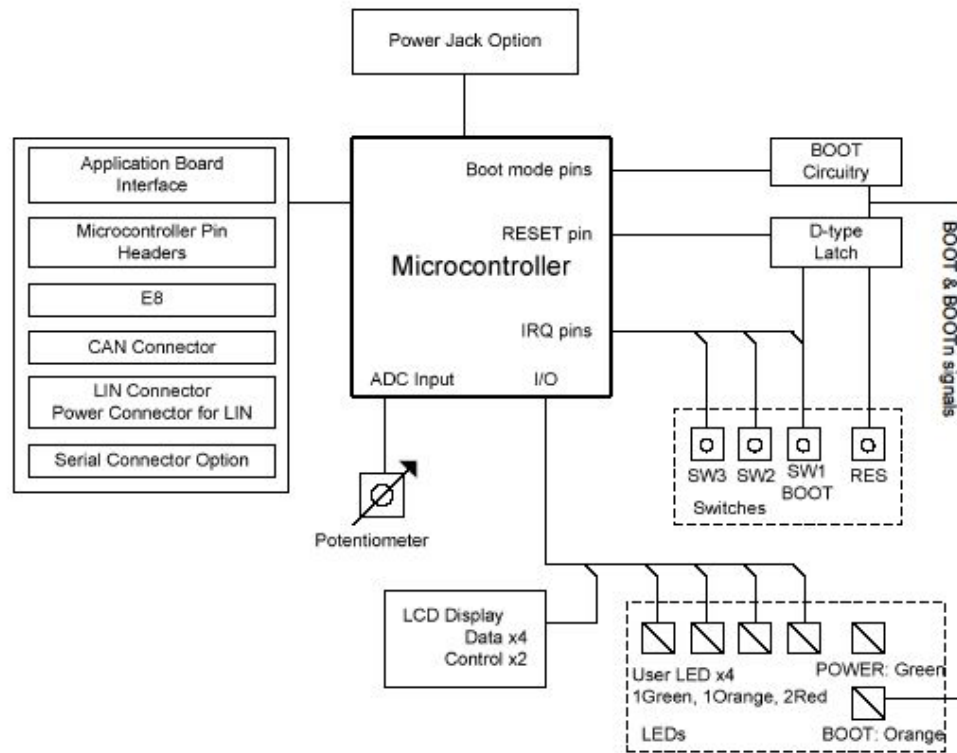 Power Jack Option
Application Board
Interface
Microcontroller Pin
Headers
E8
CAN Connector
LIN Connector
Power Connector for LIN
Serial Connector Option
Boot mode pins
RESET pin
Microcontroller
IRQ pins
ADC Input
I/O
BOOT
Circuitry
D-type
Latch
BOOT & BOOTn signals
SW3
SW2
SW1
BOOT
RES
Switches
Potentiometer
LCD Display
Data x4
Control x2
User LED x4
1Green, 1Orange, 2Red
LEDs
POWER: Green
BOOT: Orange